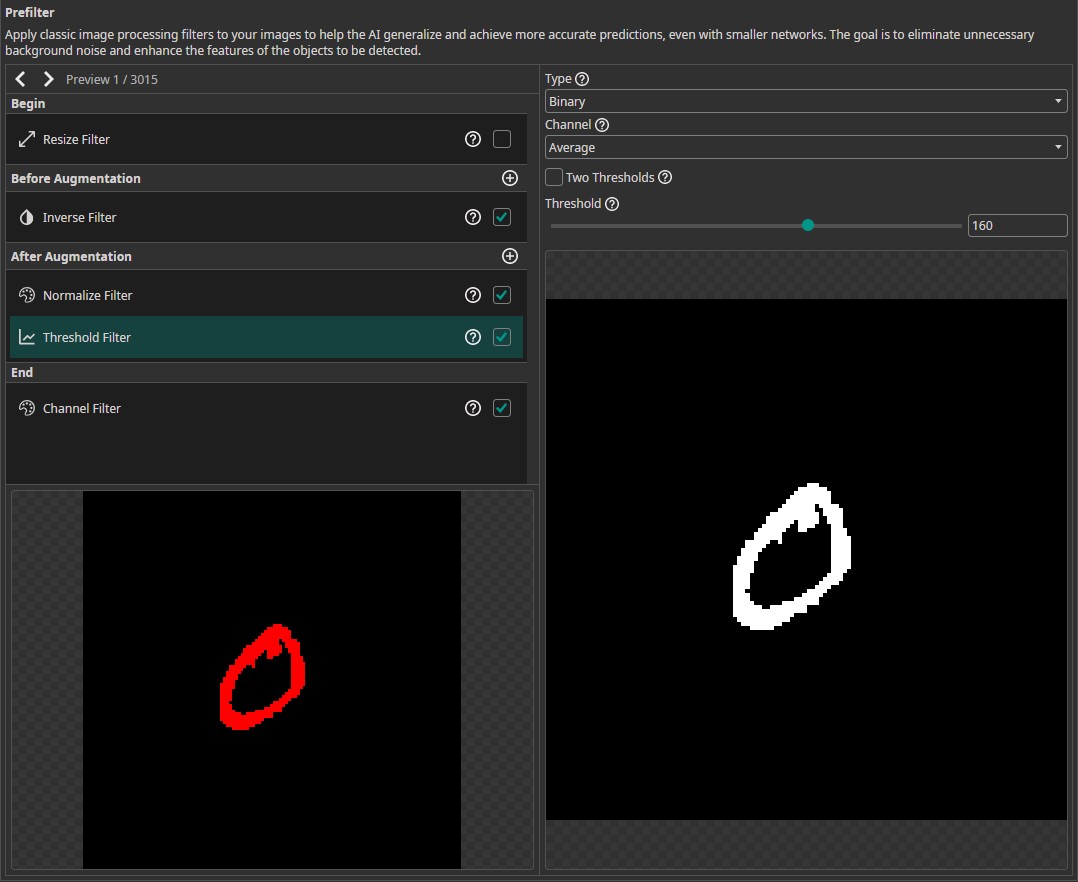 Prefilter
Apply classic image processing filters to your images to help the AI generalize and achieve more accurate predictions, even with smaller networks. The goal is to eliminate unnecessary
background noise and enhance the features of the objects to be detected.
Preview 1 / 3015
Begin
Resize Filter
Before Augmentation
Inverse Filter
After Augmentation
Normalize Filter
Threshold Filter
End
Channel Filter
Type
Binary
Channel
Average
Two Thresholds
Threshold
160